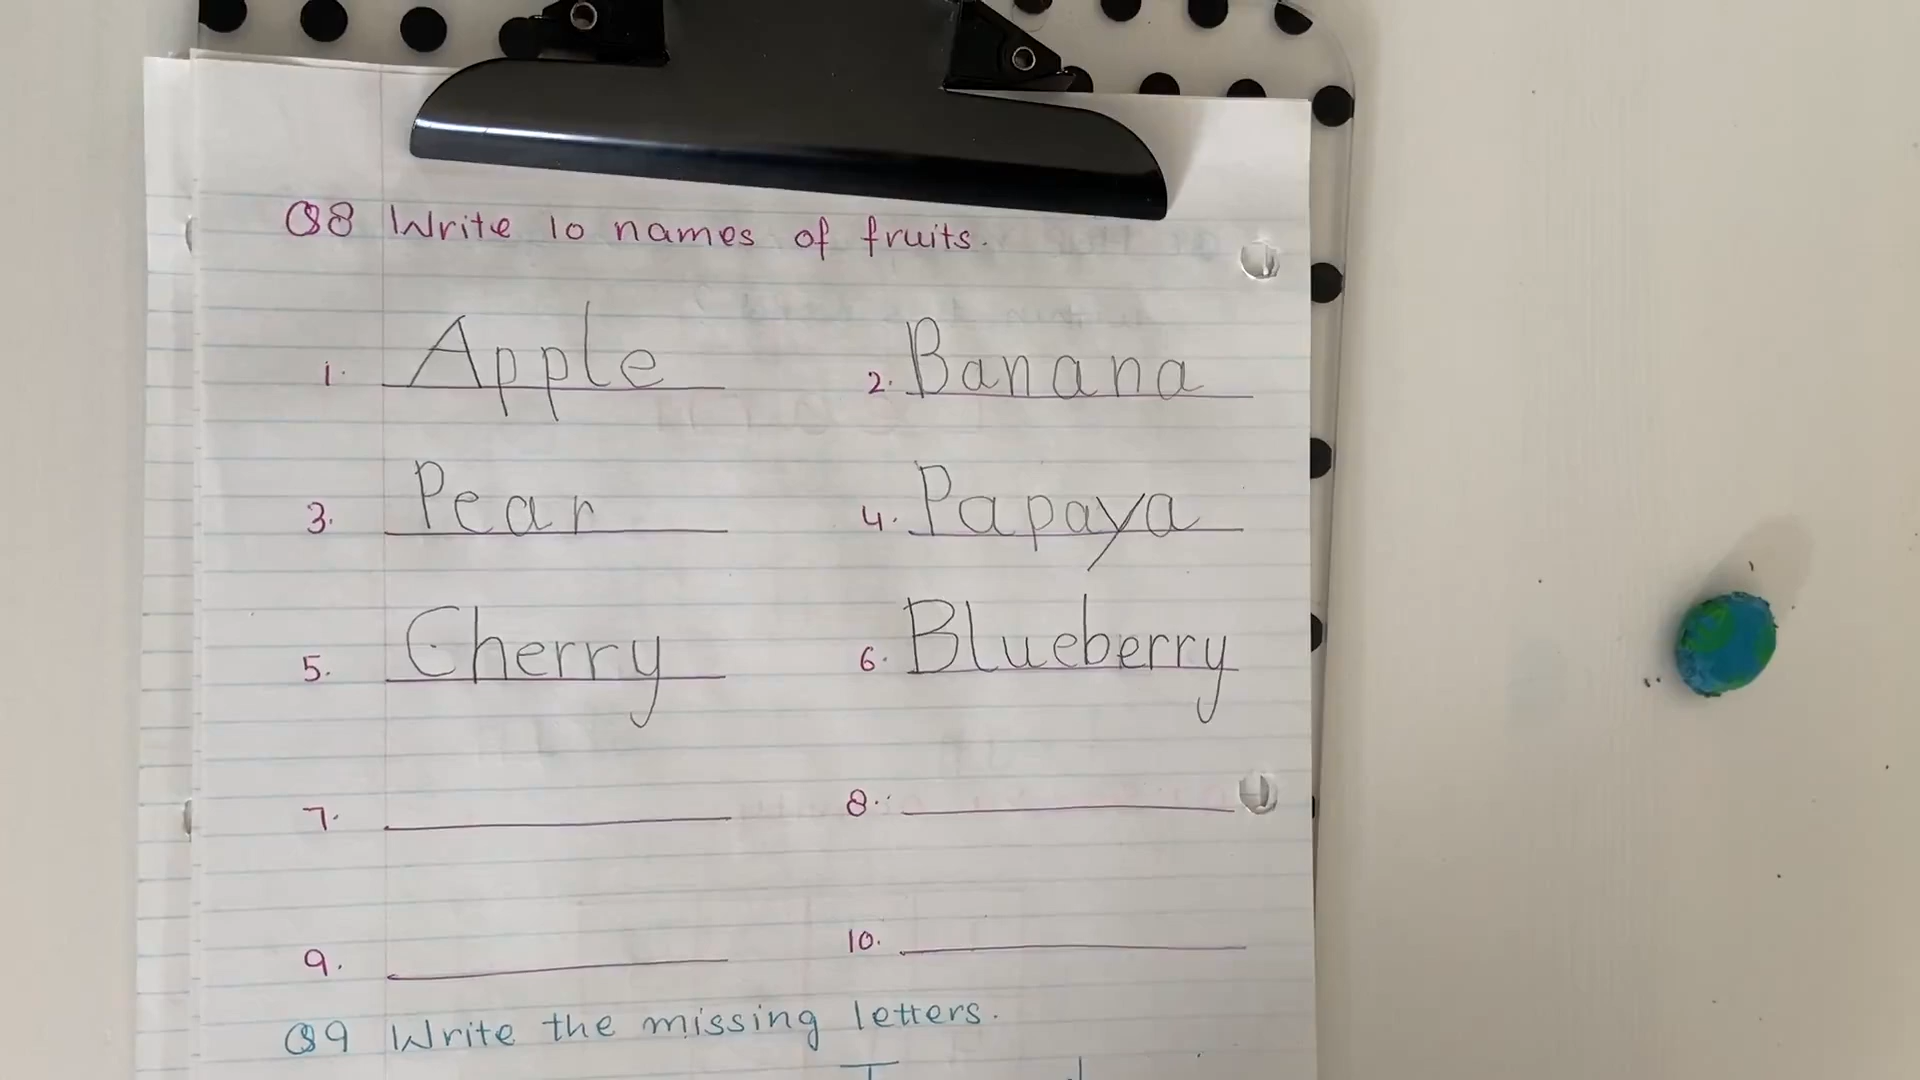 Q8 Write 10 names of fruits.
1. Apple 2. Banana
3. Pear 4. Papaya
5. Cherry 6. Blueberry
7. 8.
9. 10.
Q9 Write the missing letters.